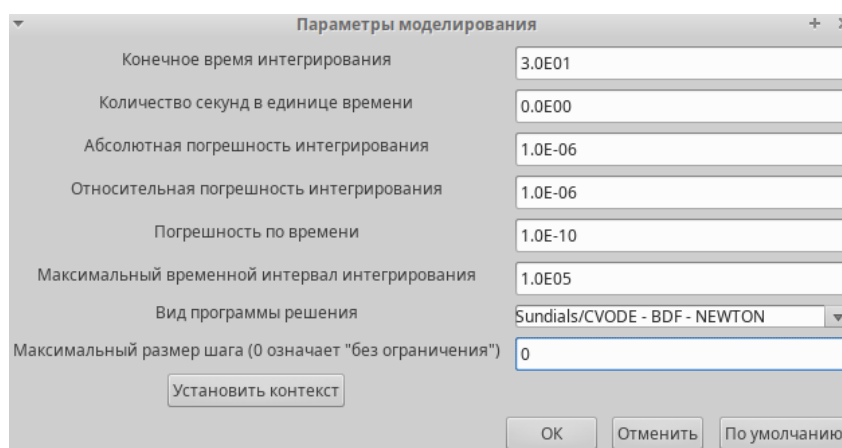 Параметры моделирования
Конечное время интегрирования 3.0E01
Количество секунд в единице времени 0.0E00
Абсолютная погрешность интегрирования 1.0E-06
Относительная погрешность интегрирования 1.0E-06
Погрешность по времени 1.0E-10
Максимальный временной интервал интегрирования 1.0E05
Вид программы решения Sundials/CVODE - BDF - NEWTON
Максимальный размер шага (0 означает "без ограничения") 0
Установить контекст
ОК Отменить По умолчанию